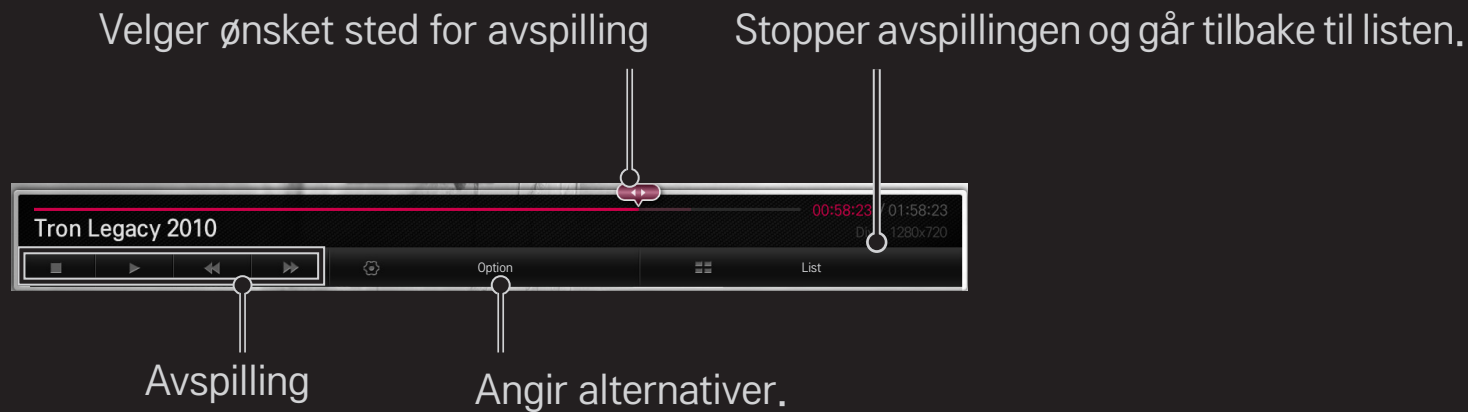 Velger ønsket sted for avspilling
Stopper avspillingen og går tilbake til listen.
00:58:23 / 01:58:23
Tron Legacy 2010
1280x720
Option
List
Avspilling
Angir alternativer.